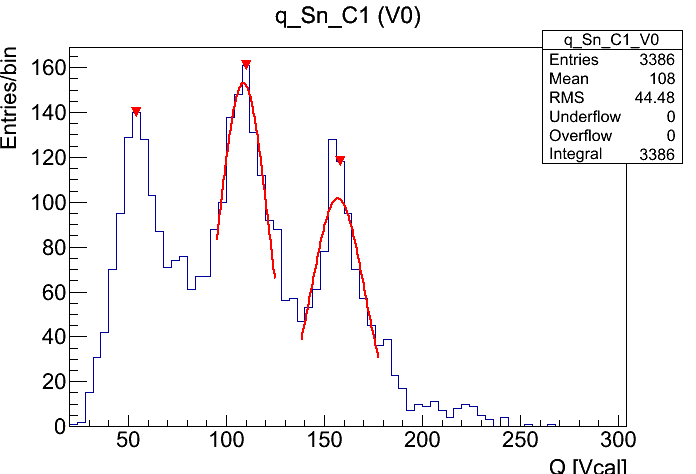 q_Sn_C1 (V0)
q_Sn_C1_V0
Entries 3386
Mean 108
RMS 44.48
Underflow 0
Overflow 0
Integral 3386
Entries/bin
160
140
120
100
80
60
40
20
0
50 100 150 200 250 300
Q [Vcal]